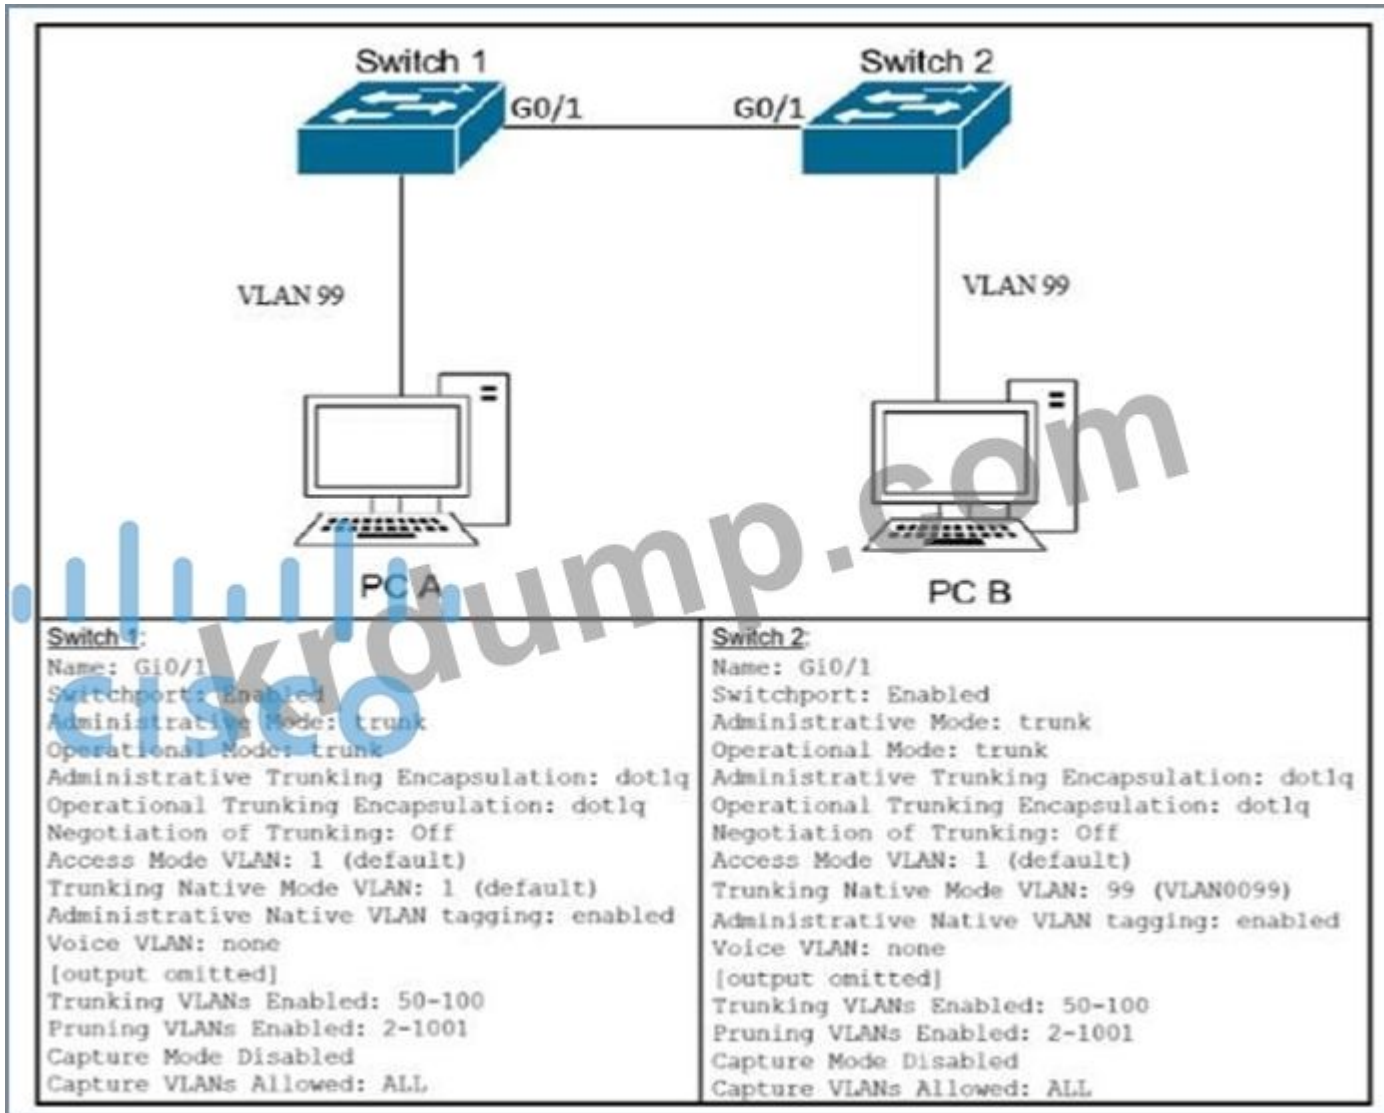 Switch 1
Switch 2
G0/1
G0/1
VLAN 99
VLAN 99
PC A
PC B
krdump.com
cisco
Switch 1:
Name: Gi0/1
Switchport: Enabled
Administrative Mode: trunk
Operational Mode: trunk
Administrative Trunking Encapsulation: dot1q
Operational Trunking Encapsulation: dot1q
Negotiation of Trunking: Off
Access Mode VLAN: 1 (default)
Trunking Native Mode VLAN: 1 (default)
Administrative Native VLAN tagging: enabled
Voice VLAN: none
[output omitted]
Trunking VLANs Enabled: 50-100
Pruning VLANs Enabled: 2-1001
Capture Mode Disabled
Capture VLANs Allowed: ALL
Switch 2:
Name: Gi0/1
Switchport: Enabled
Administrative Mode: trunk
Operational Mode: trunk
Administrative Trunking Encapsulation: dot1q
Operational Trunking Encapsulation: dot1q
Negotiation of Trunking: Off
Access Mode VLAN: 1 (default)
Trunking Native Mode VLAN: 99 (VLAN0099)
Administrative Native VLAN tagging: enabled
Voice VLAN: none
[output omitted]
Trunking VLANs Enabled: 50-100
Pruning VLANs Enabled: 2-1001
Capture Mode Disabled
Capture VLANs Allowed: ALL